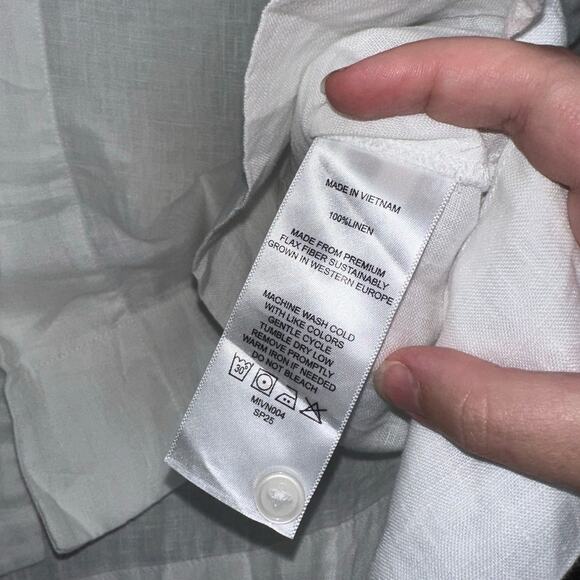 MADE IN VIETNAM
100%LINEN
MADE FROM PREMIUM
FLAX FIBER SUSTAINABLY
GROWN IN WESTERN EUROPE
MACHINE WASH COLD
WITH LIKE COLORS
GENTLE CYCLE
TUMBLE DRY LOW
REMOVE PROMPTLY
WARM IRON IF NEEDED
DO NOT BLEACH
30
MIVN004
SP25